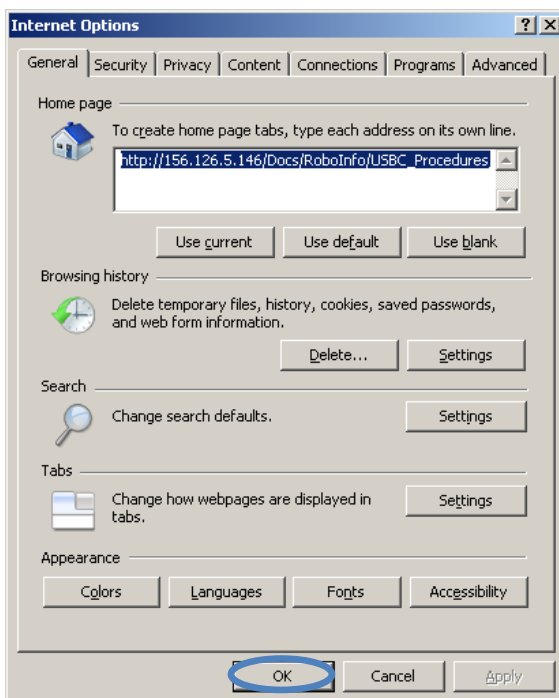 Internet Options
General Security Privacy Content Connections Programs Advanced
Home page
To create home page tabs, type each address on its own line.
http://156.126.5.146/Docs/RoboInfo/USBC_Procedures
Use current Use default Use blank
Browsing history
Delete temporary files, history, cookies, saved passwords,
and web form information.
Delete... Settings
Search
Change search defaults. Settings
Tabs
Change how webpages are displayed in
tabs.
Settings
Appearance
Colors Languages Fonts Accessibility
OK Cancel Apply